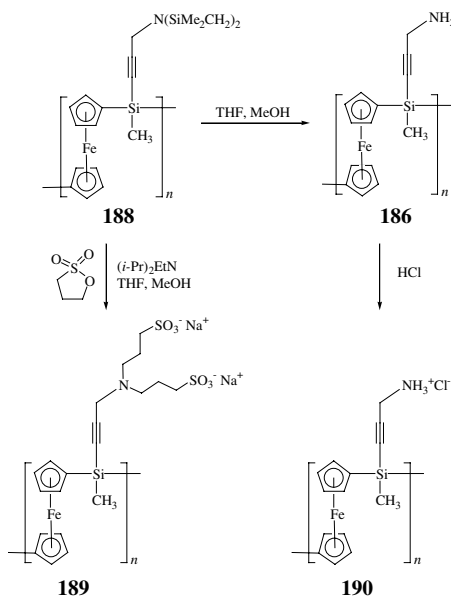 N(SiMe₂CH₂)₂
NH₂
Si
CH₃
Fe
n
THF, MeOH
Si
CH₃
Fe
n
188
186
O
S
O
O
(i-Pr)₂EtN
THF, MeOH
HCl
SO₃⁻ Na⁺
SO₃⁻ Na⁺
N
NH₃⁺Cl⁻
Si
CH₃
Fe
n
Si
CH₃
Fe
n
189
190